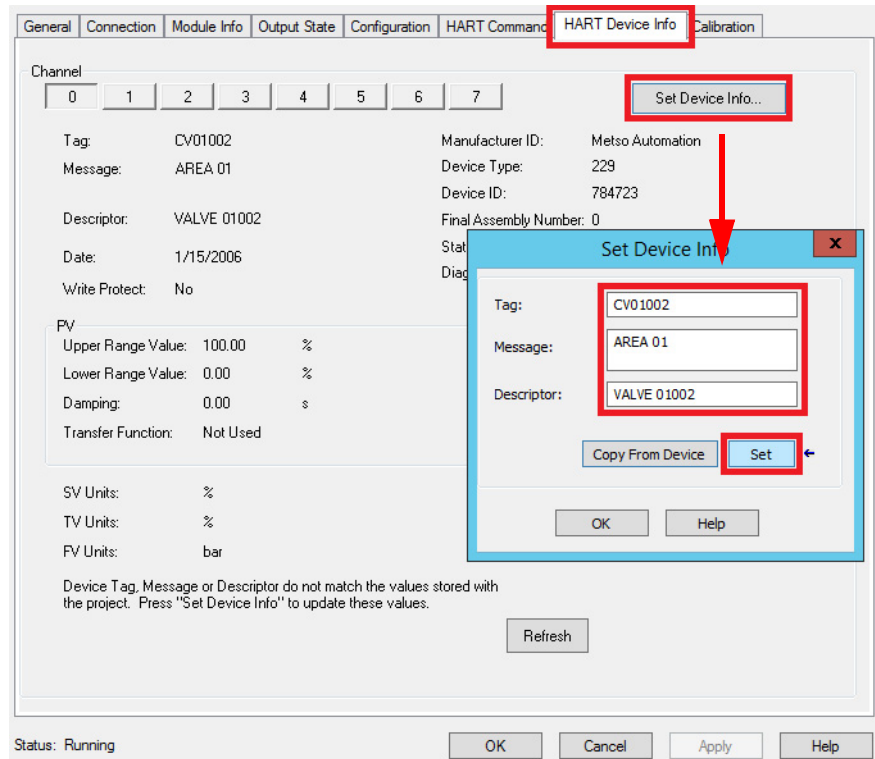 General Connection Module Info Output State Configuration HART Command HART Device Info Calibration
Channel
0 1 2 3 4 5 6 7 Set Device Info...
Tag: CV01002
Message: AREA 01
Descriptor: VALVE 01002
Date: 1/15/2006
Write Protect: No
Manufacturer ID: Metso Automation
Device Type: 229
Device ID: 784723
Final Assembly Number: 0
Stat
Diag
PV
Upper Range Value: 100.00 %
Lower Range Value: 0.00 %
Damping: 0.00 s
Transfer Function: Not Used
SV Units: %
TV Units: %
FV Units: bar
Device Tag, Message or Descriptor do not match the values stored with
the project. Press "Set Device Info" to update these values.
Refresh
Set Device Info x
Tag: CV01002
Message: AREA 01
Descriptor: VALVE 01002
Copy From Device Set
OK Help
Status: Running OK Cancel Apply Help